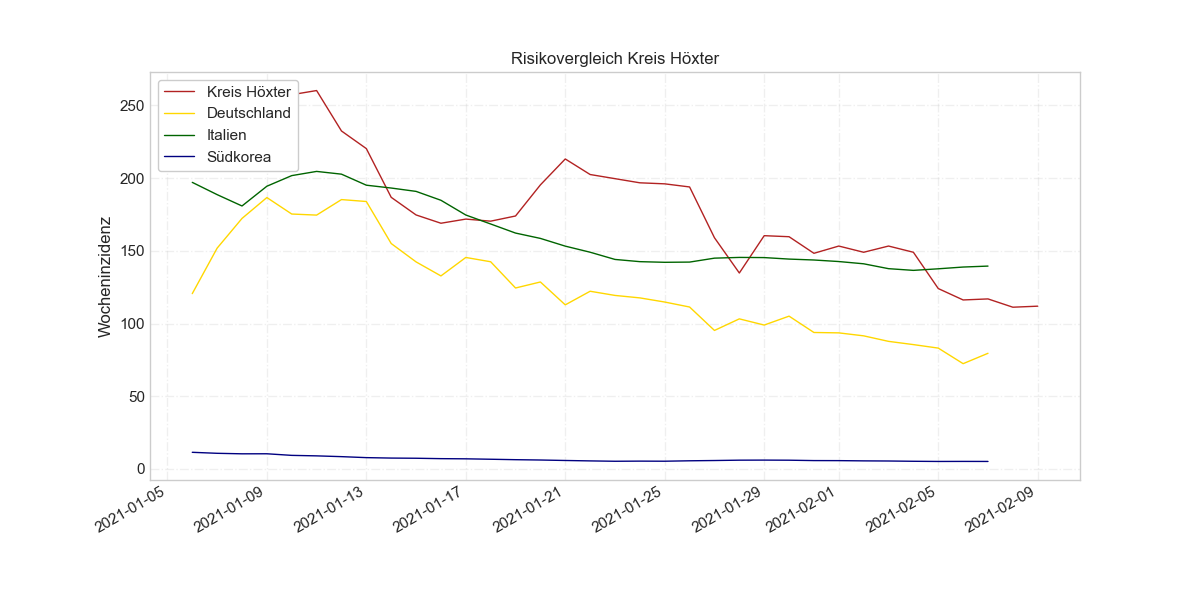 Risikovergleich Kreis Höxter
Kreis Höxter
Deutschland
Italien
Südkorea
Wocheninzidenz
250
200
150
100
50
0
2021-01-05
2021-01-09
2021-01-13
2021-01-17
2021-01-21
2021-01-25
2021-01-29
2021-02-01
2021-02-05
2021-02-09